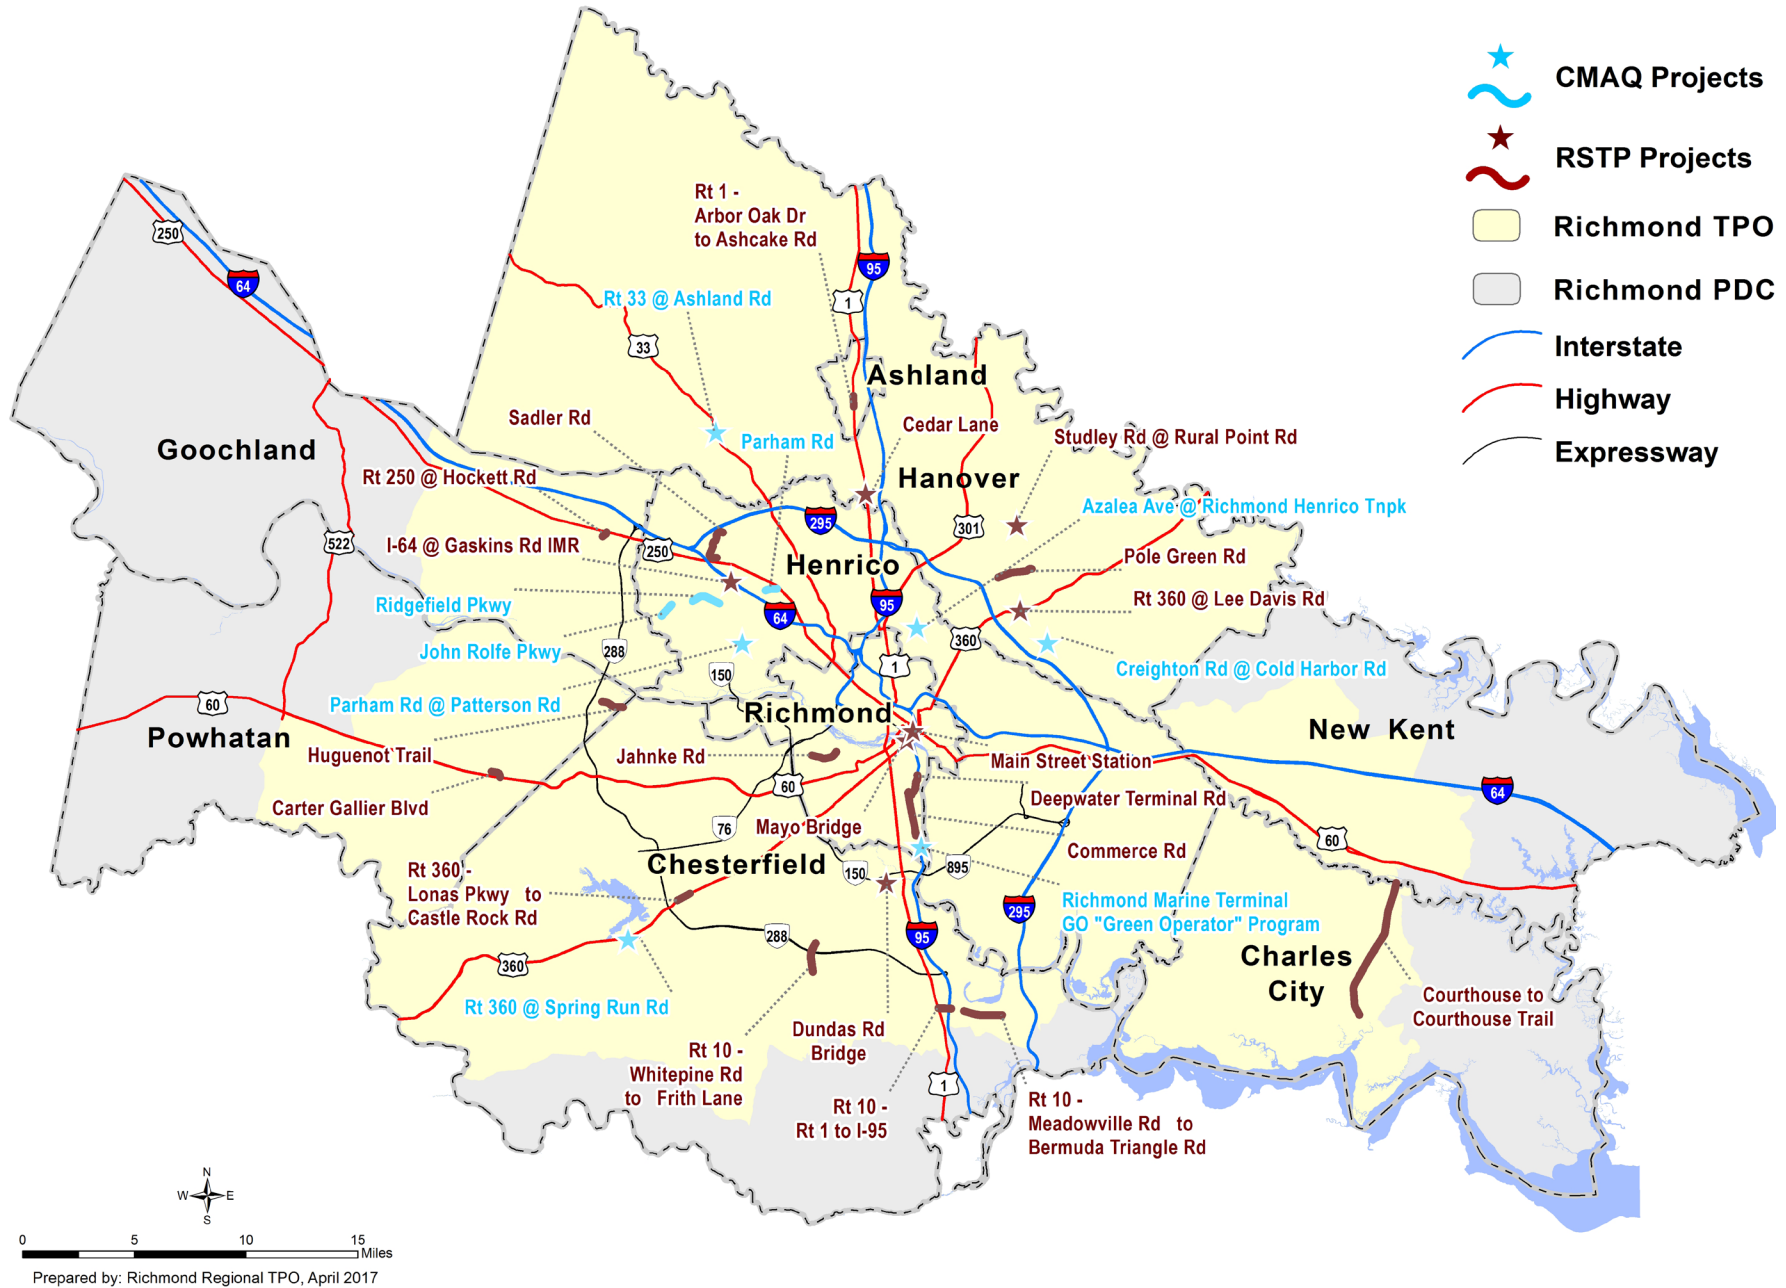 CMAQ Projects
RSTP Projects
Richmond TPO
Richmond PDC
Interstate
Highway
Expressway
Rt 1 -
Arbor Oak Dr
to Ashcake Rd
250
64
95
1
Rt 33 @ Ashland Rd
33
Ashland
Sadler Rd
Cedar Lane
Parham Rd
Studley Rd @ Rural Point Rd
Goochland
Rt 250 @ Hockett Rd
Hanover
Azalea Ave @ Richmond Henrico Tnpk
295
301
522
I-64 @ Gaskins Rd IMR
250
Henrico
Pole Green Rd
Ridgefield Pkwy
64
95
Rt 360 @ Lee Davis Rd
John Rolfe Pkwy
288
360
1
Creighton Rd @ Cold Harbor Rd
150
Parham Rd @ Patterson Rd
60
Richmond
New Kent
Powhatan
Huguenot Trail
Jahnke Rd
Main Street Station
60
64
Carter Gallier Blvd
Deepwater Terminal Rd
76
Mayo Bridge
60
Commerce Rd
Chesterfield
150
895
Rt 360 -
Lonas Pkwy to
Castle Rock Rd
Richmond Marine Terminal
GO "Green Operator" Program
295
288
95
360
Charles
City
Rt 360 @ Spring Run Rd
Courthouse to
Courthouse Trail
Dundas Rd
Bridge
Rt 10 -
Whitepine Rd
to Frith Lane
1
Rt 10 -
Rt 1 to I-95
Rt 10 -
Meadowville Rd to
Bermuda Triangle Rd
N
W E
S
0 5 10 15
Miles
Prepared by: Richmond Regional TPO, April 2017